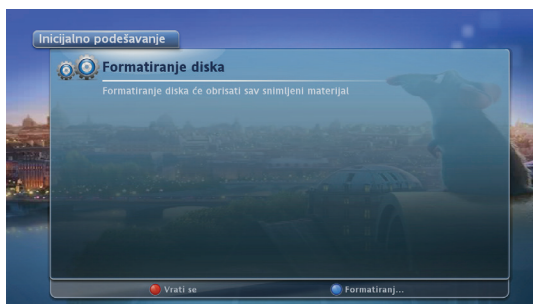 Inicijalno podešavanje
Formatiranje diska
Formatiranje diska će obrisati sav snimljeni materijal
Vrati se
Formatiranj...